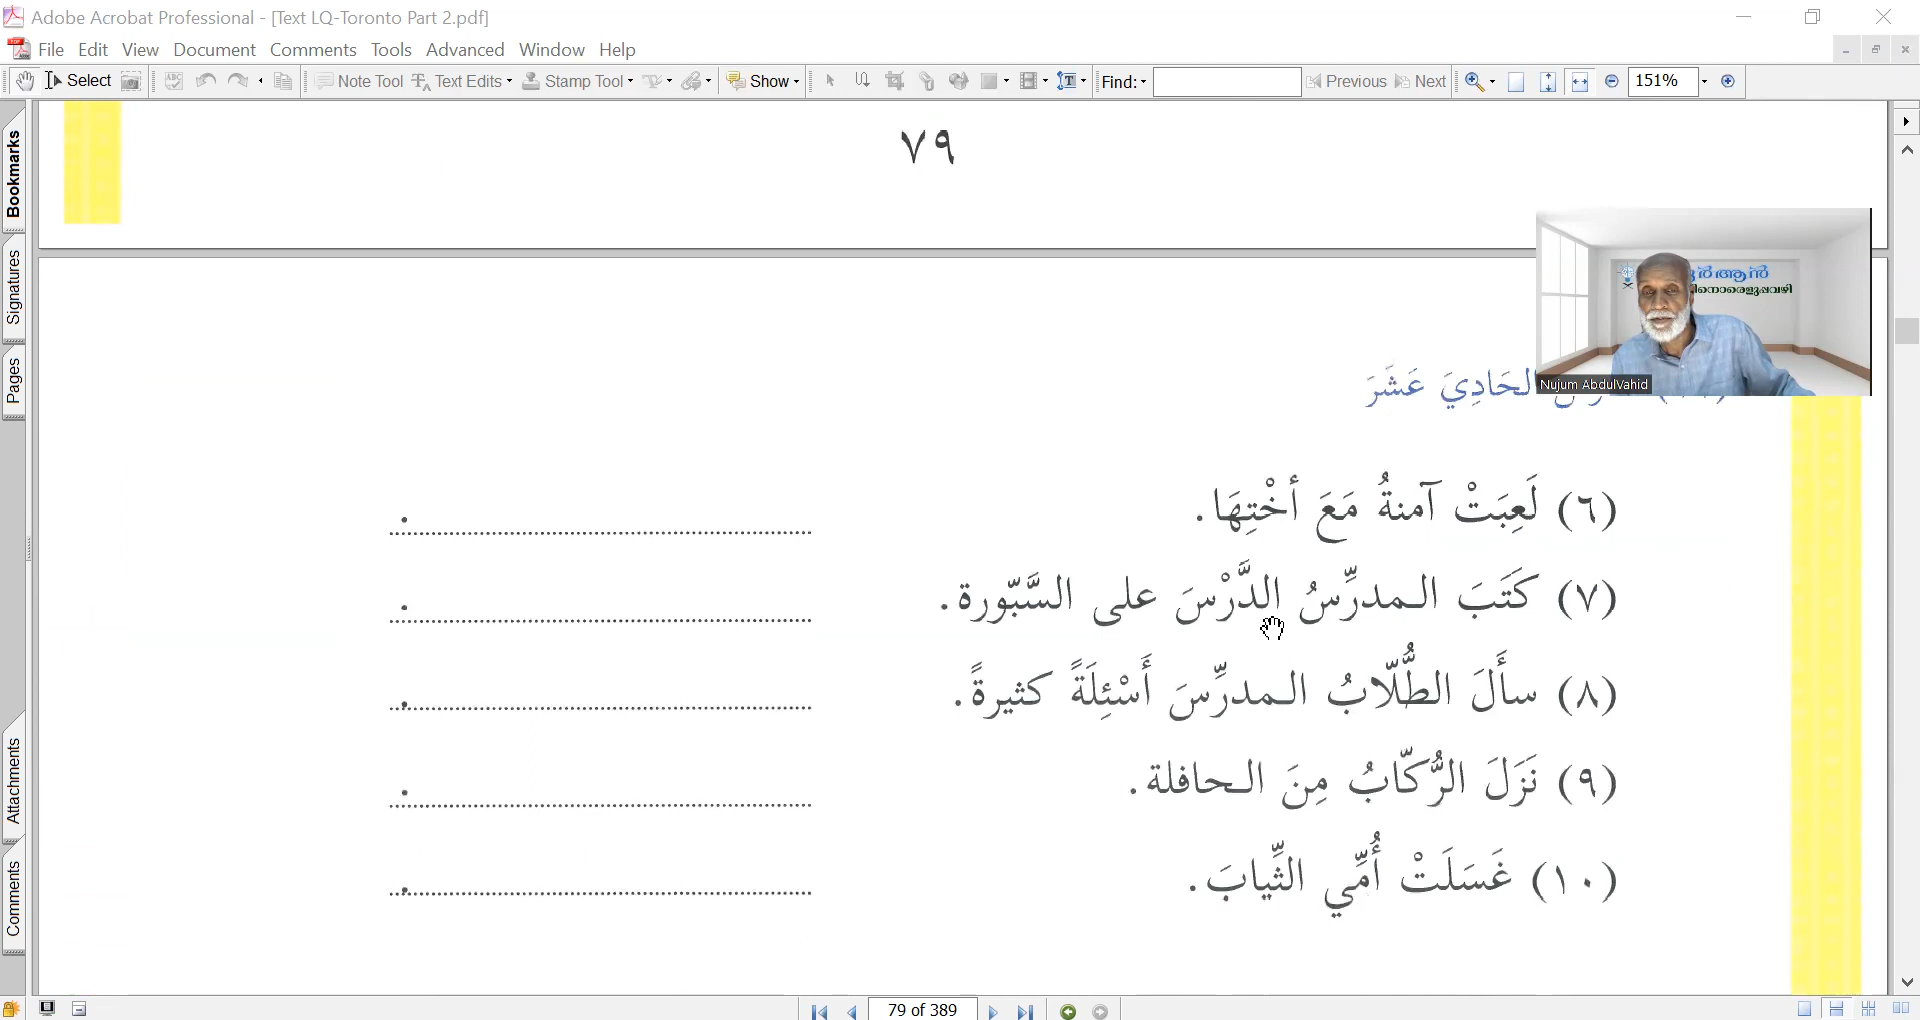 Adobe Acrobat Professional - [Text LQ-Toronto Part 2.pdf]
File Edit View Document Comments Tools Advanced Window Help
Select Note Tool Text Edits Stamp Tool Show Find: Previous Next 151%
Bookmarks
Signatures
Pages
Attachments
Comments
٧٩
Nujum AbdulVahid
الحَادِيَ عَشَرَ
(٦) لَعِبَتْ آمنةُ مَعَ أُخْتِهَا. ....................
(٧) كَتَبَ المدرِّسُ الدَّرْسَ على السَّبّورة. ....................
(٨) سأَلَ الطُّلّابُ المدرِّسَ أَسْئِلَةً كثيرةً. ....................
(٩) نَزَلَ الرُّكّابُ مِنَ الحافلة. ....................
(١٠) غَسَلَتْ أُمِّي الثِّيابَ. ....................
79 of 389